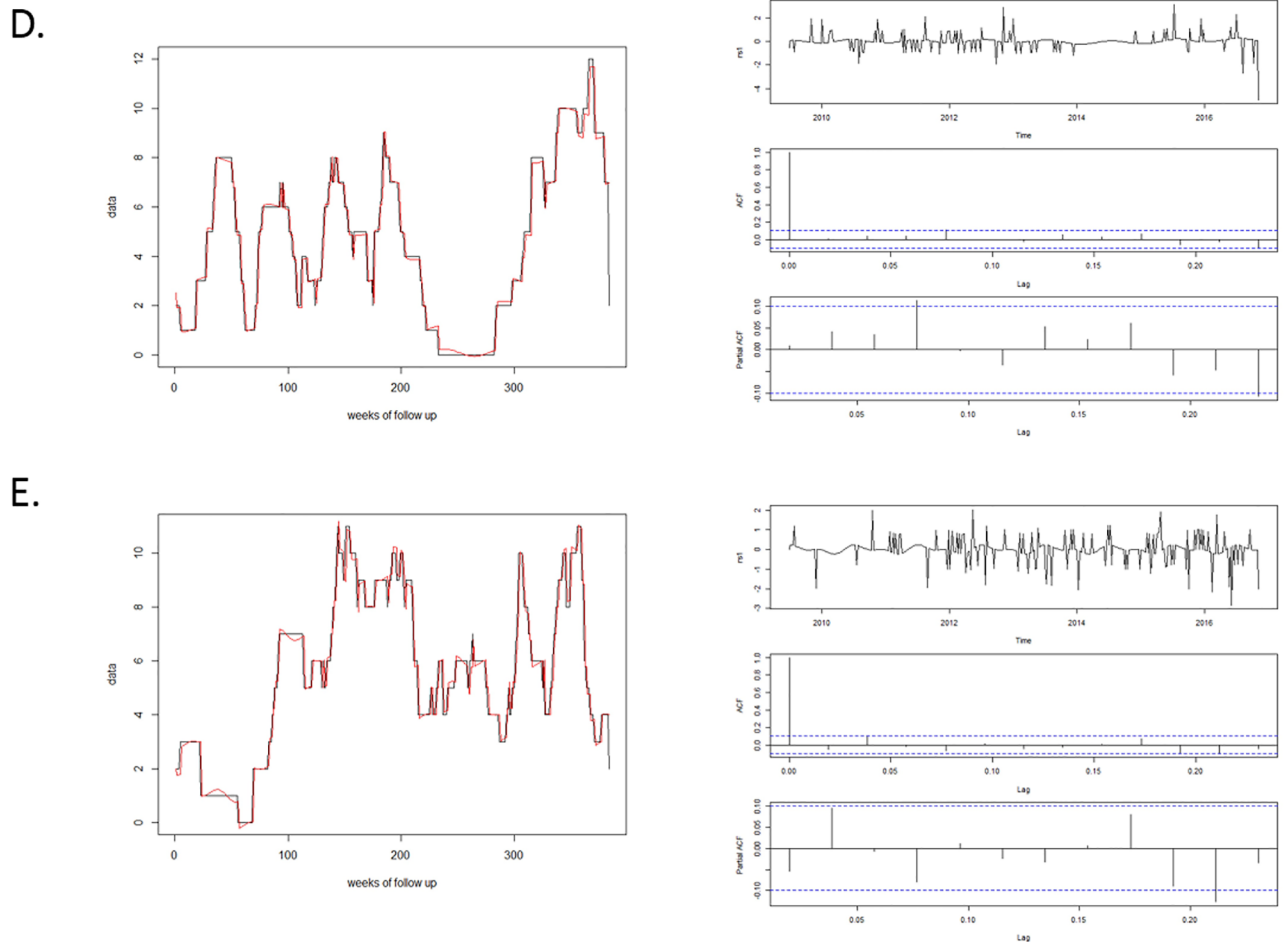 D.
data
12
10
8
6
4
2
0
0 100 200 300
weeks of follow up
rs1
2
0
-2
-4
2010 2012 2014 2016
Time
ACF
1.0
0.8
0.6
0.4
0.2
0.0
0.00 0.05 0.10 0.15 0.20
Lag
Partial ACF
0.10
0.05
0.00
-0.10
0.05 0.10 0.15 0.20
Lag
E.
data
10
8
6
4
2
0
0 100 200 300
weeks of follow up
rs1
2
1
0
-1
-2
-3
2010 2012 2014 2016
Time
ACF
1.0
0.8
0.6
0.4
0.2
0.0
0.00 0.05 0.10 0.15 0.20
Lag
Partial ACF
0.10
0.05
0.00
-0.10
0.05 0.10 0.15 0.20
Lag